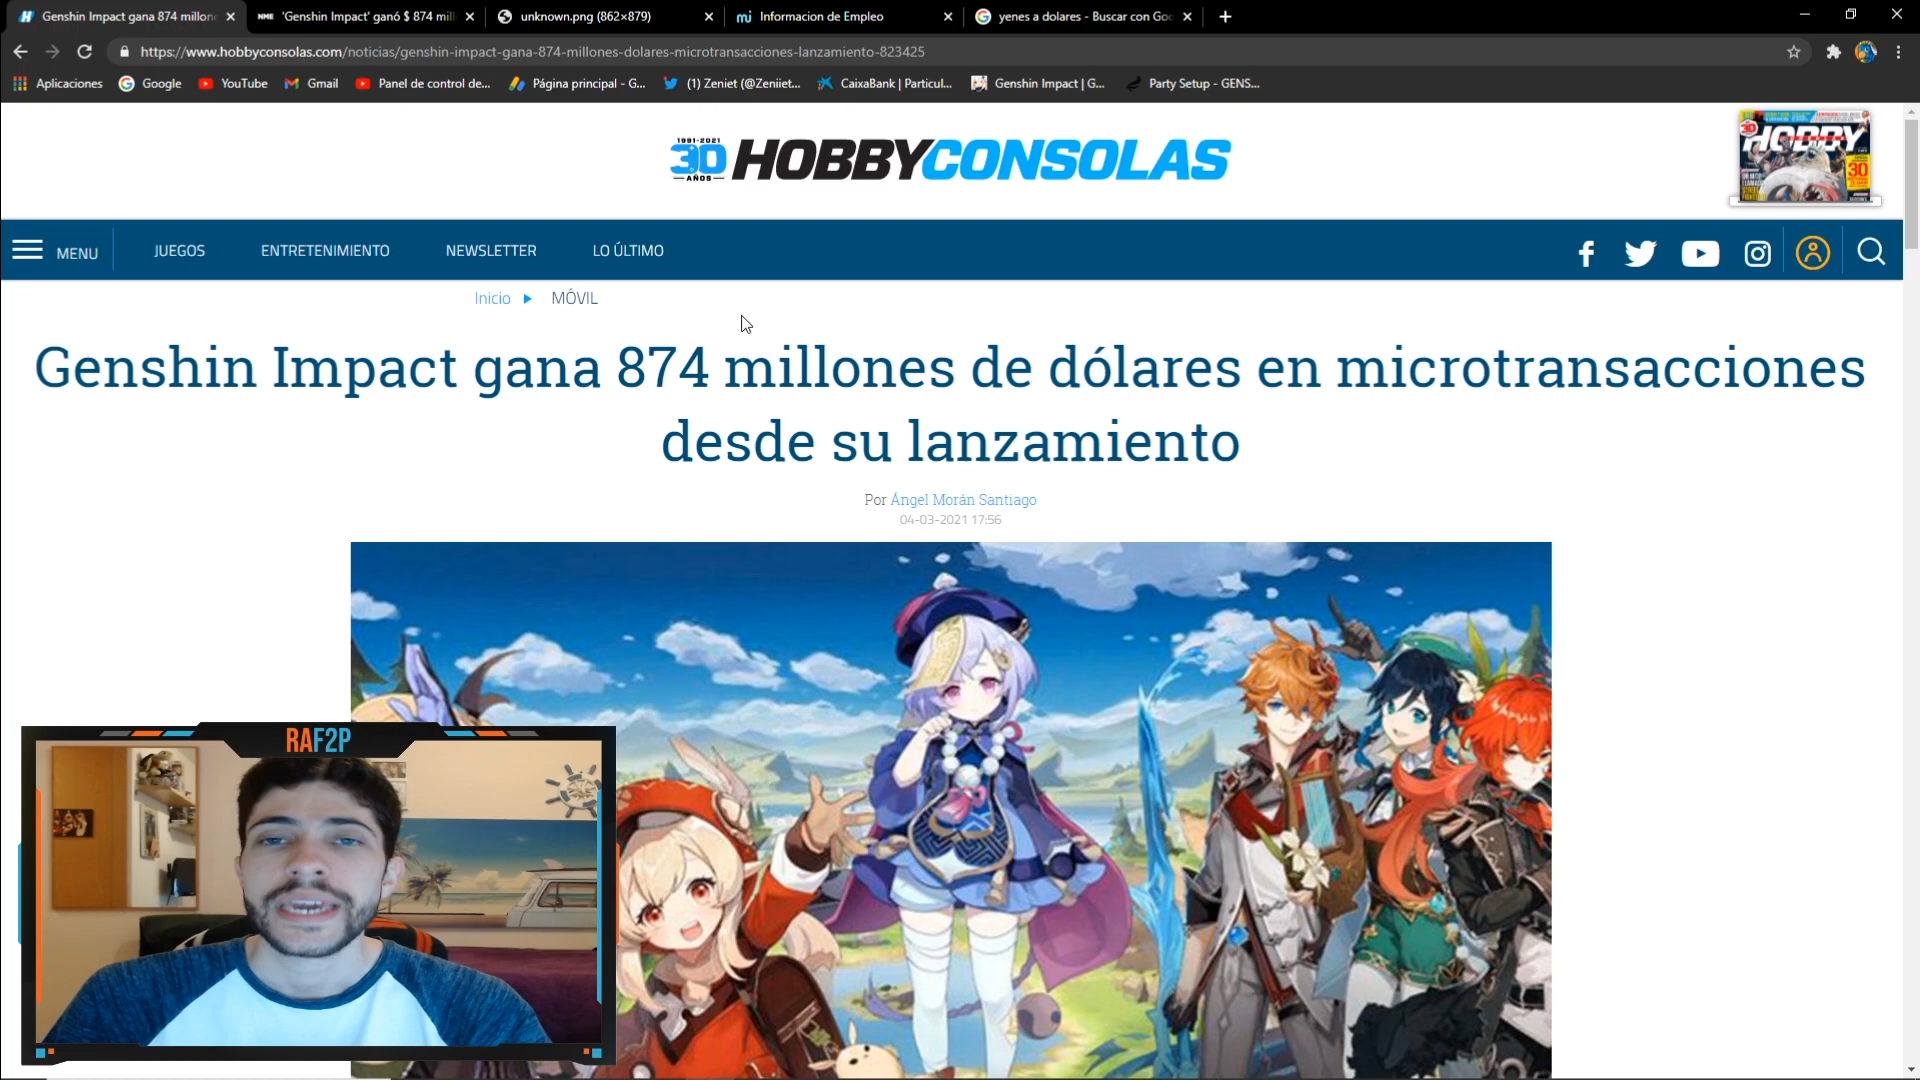 Genshin Impact gana 874 millon
'Genshin Impact' ganó $ 874 mil
unknown.png (862×879)
Informacion de Empleo
yenes a dolares - Buscar con Goo
https://www.hobbyconsolas.com/noticias/genshin-impact-gana-874-millones-dolares-microtransacciones-lanzamiento-823425
Aplicaciones
Google
YouTube
Gmail
Panel de control de...
Página principal - G...
(1) Zeniet (@Zeniiet...
CaixaBank | Particul...
Genshin Impact | G...
Party Setup - GENS...
1991-2021
30 HOBBYCONSOLAS
AÑOS
HOBBY
30
MENU
JUEGOS
ENTRETENIMIENTO
NEWSLETTER
LO ÚLTIMO
Inicio
MÓVIL
Genshin Impact gana 874 millones de dólares en microtransacciones
desde su lanzamiento
Por Ángel Morán Santiago
04-03-2021 17:56
RAF2P